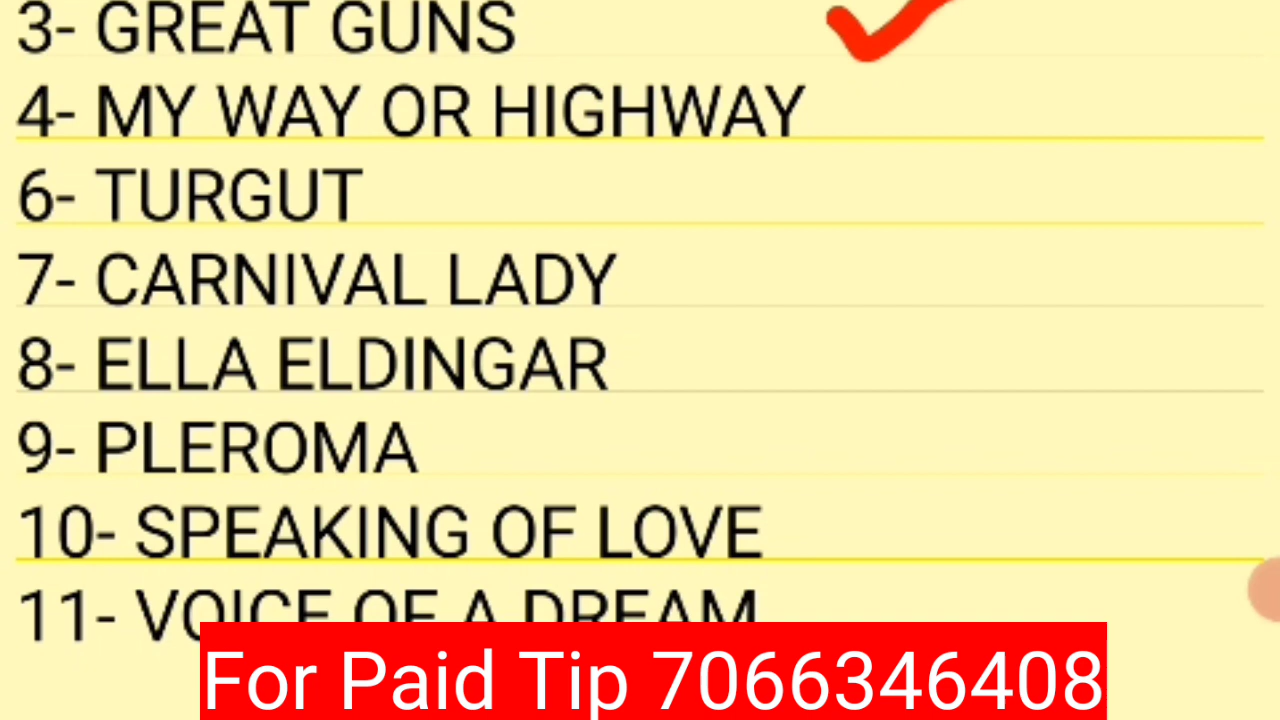 3- GREAT GUNS
4- MY WAY OR HIGHWAY
6- TURGUT
7- CARNIVAL LADY
8- ELLA ELDINGAR
9- PLEROMA
10- SPEAKING OF LOVE
11- VOICE OF A DREAM
For Paid Tip 7066346408